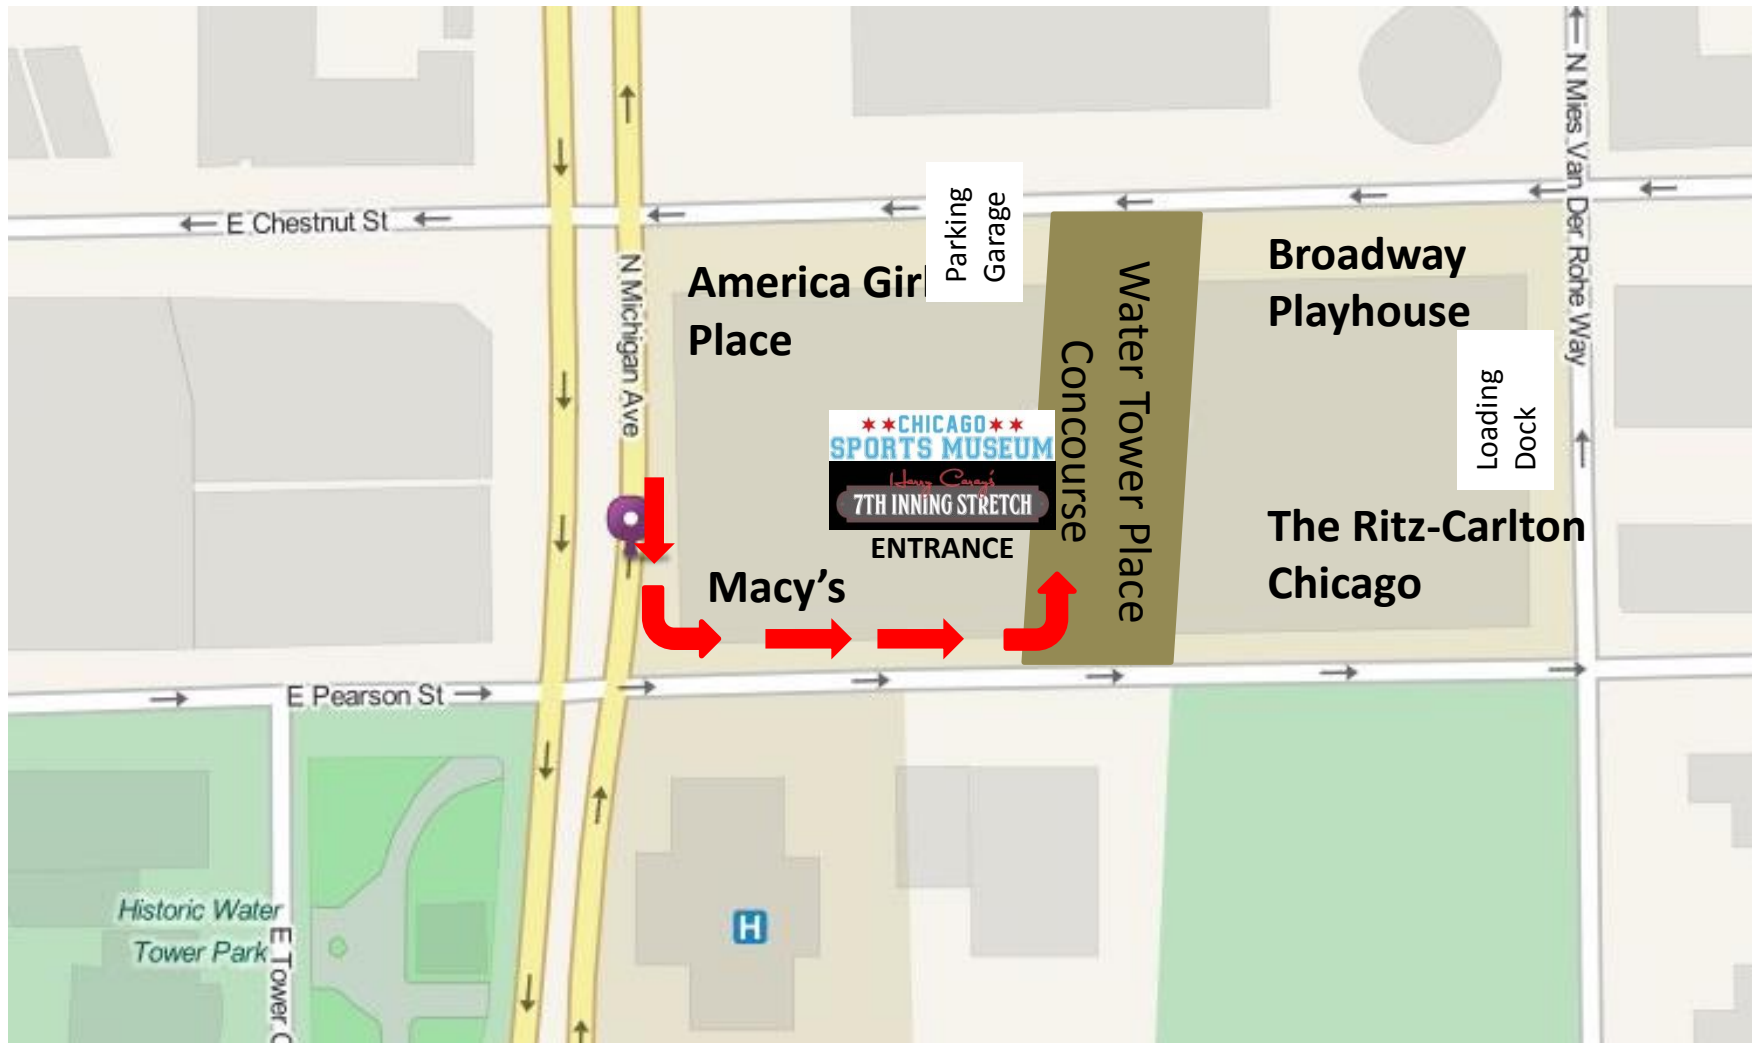 E Chestnut St
N Michigan Ave
N Mies Van Der Rohe Way
America Girl
Place
Parking
Garage
Water Tower Place
Concourse
Broadway
Playhouse
Loading
Dock
CHICAGO
SPORTS MUSEUM
Harry Caray's
7TH INNING STRETCH
ENTRANCE
The Ritz-Carlton
Chicago
Macy’s
E Pearson St
Historic Water
Tower Park
E Tower
H